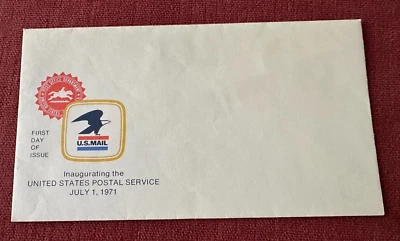 FIRST
DAY
OF
ISSUE
U.S.MAIL
Inaugurating the
UNITED STATES POSTAL SERVICE
JULY 1, 1971